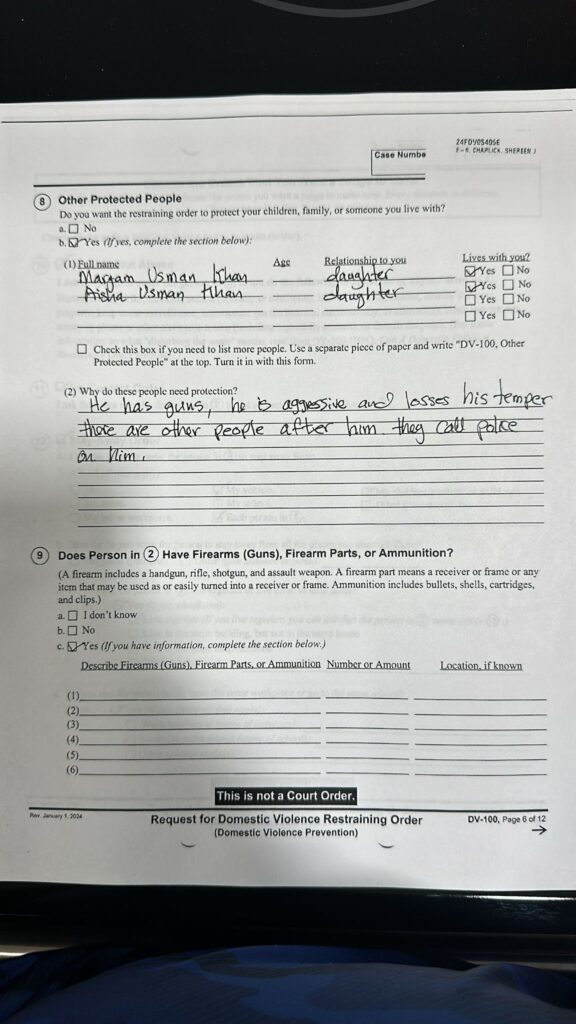 24FDV05405E
F-R. CHAPLICK. SHEREEN J
Case Numbe
8 Other Protected People
Do you want the restraining order to protect your children, family, or someone you live with?
a. ☐ No
b. ☑ Yes (If yes, complete the section below):
(1) Full name Age Relationship to you Lives with you?
Maryam Usman Khan daughter ☑ Yes ☐ No
Aisha Usman Khan daughter ☑ Yes ☐ No
☐ Yes ☐ No
☐ Yes ☐ No
☐ Check this box if you need to list more people. Use a separate piece of paper and write "DV-100, Other
Protected People" at the top. Turn it in with this form.
(2) Why do these people need protection?
He has guns, he is aggressive and losses his temper
there are other people after him. they call police
on him.
9 Does Person in 2 Have Firearms (Guns), Firearm Parts, or Ammunition?
(A firearm includes a handgun, rifle, shotgun, and assault weapon. A firearm part means a receiver or frame or any
item that may be used as or easily turned into a receiver or frame. Ammunition includes bullets, shells, cartridges,
and clips.)
a. ☐ I don't know
b. ☐ No
c. ☑ Yes (If you have information, complete the section below.)
Describe Firearms (Guns), Firearm Parts, or Ammunition Number or Amount Location, if known
(1)
(2)
(3)
(4)
(5)
(6)
This is not a Court Order.
Rev. January 1, 2024
Request for Domestic Violence Restraining Order
(Domestic Violence Prevention)
DV-100, Page 6 of 12
→